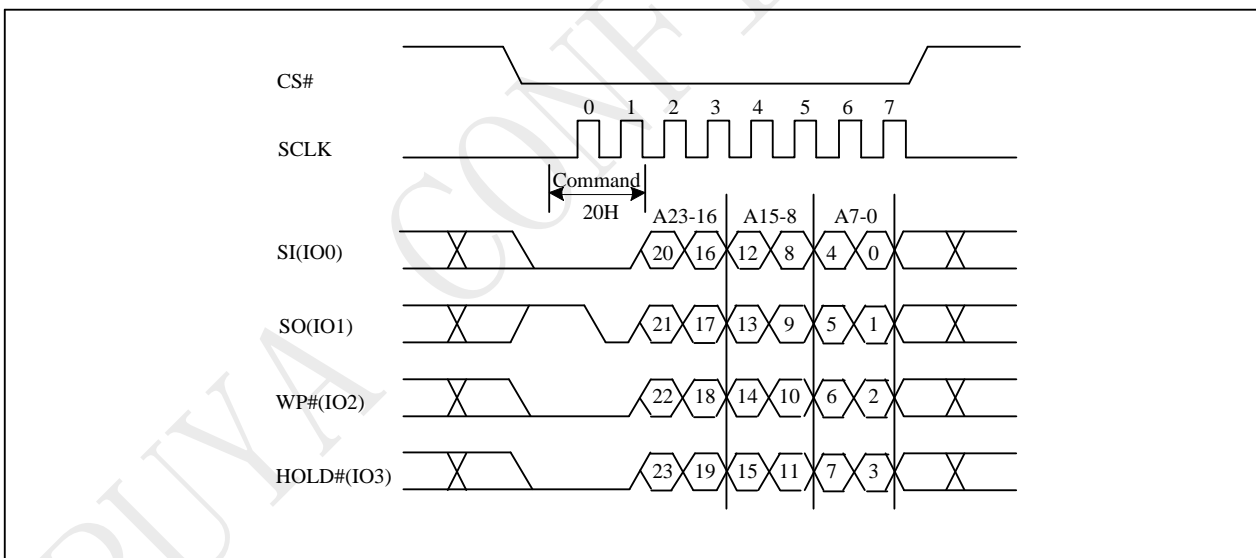 PUYA CONF
CS#
0 1 2 3 4 5 6 7
SCLK
Command
20H
A23-16 A15-8 A7-0
SI(IO0) 20 16 12 8 4 0
SO(IO1) 21 17 13 9 5 1
WP#(IO2) 22 18 14 10 6 2
HOLD#(IO3) 23 19 15 11 7 3